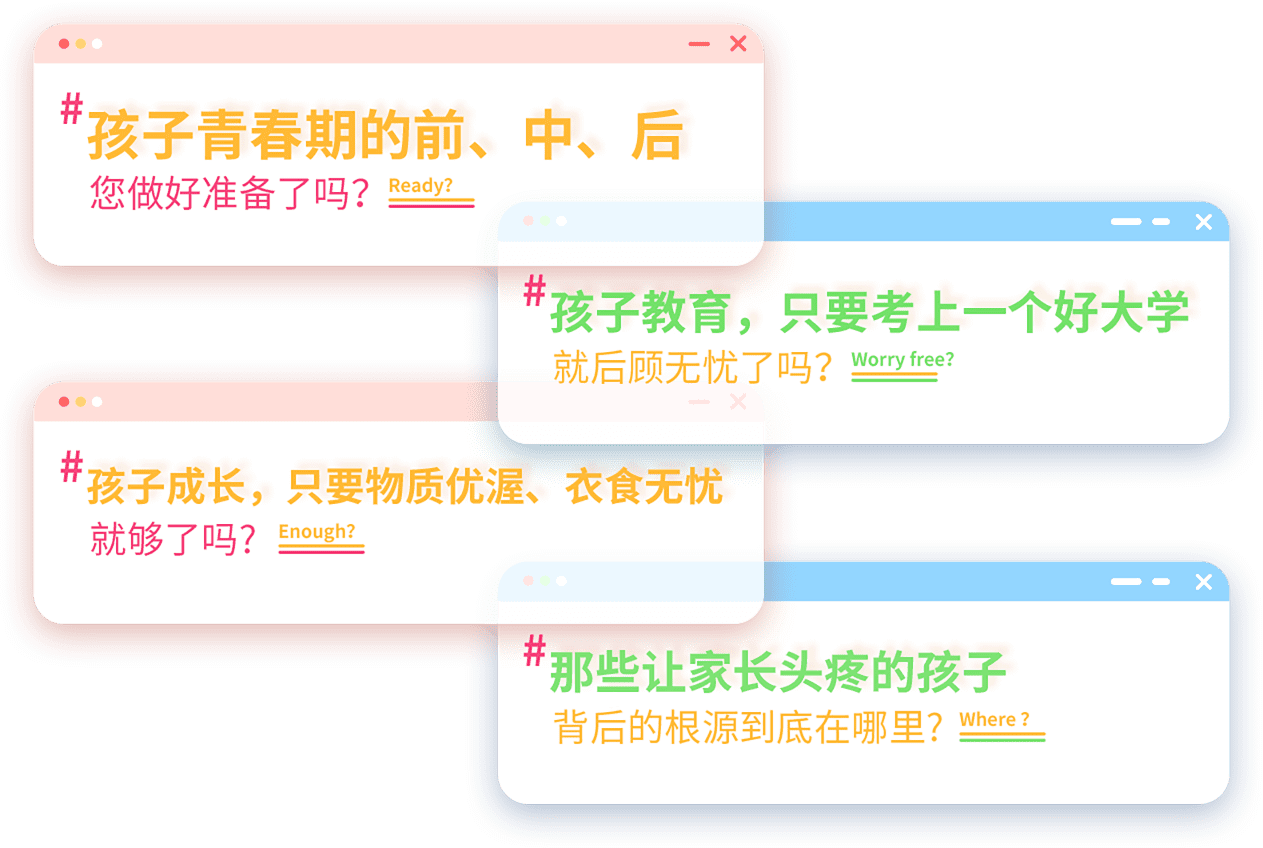 #孩子青春期的前、中、后
您做好准备了吗？ Ready?
#孩子教育，只要考上一个好大学
就后顾无忧了吗？ Worry free?
#孩子成长，只要物质优渥、衣食无忧
就够了吗? Enough?
#那些让家长头疼的孩子
背后的根源到底在哪里？ Where ?